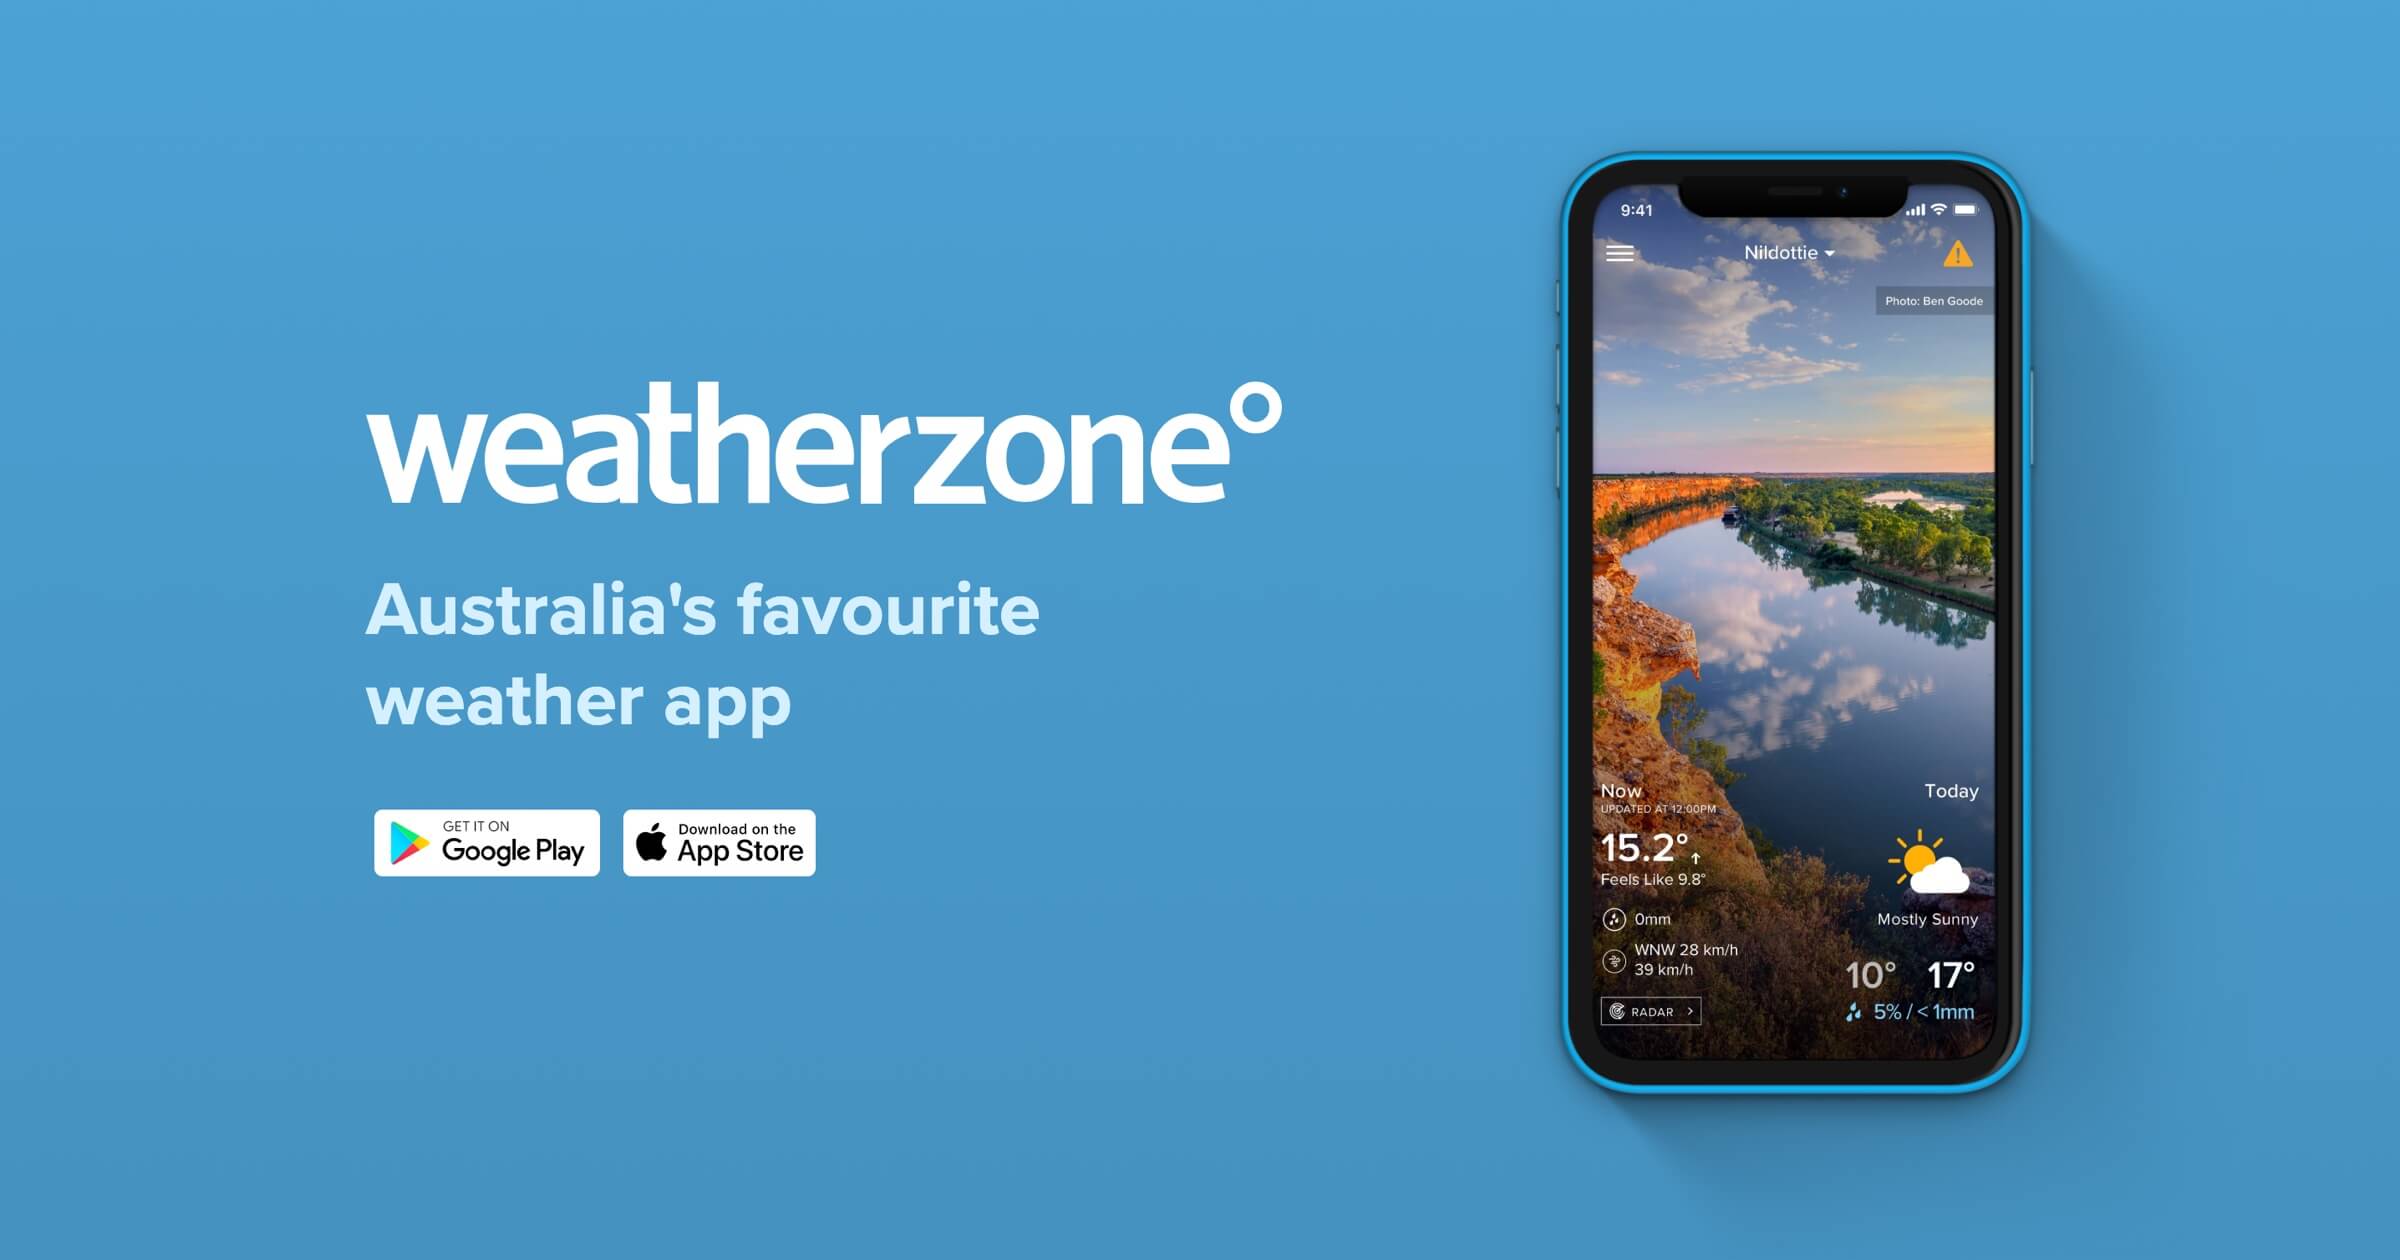 weatherzone°
Australia's favourite
weather app
GET IT ON
Google Play
Download on the
App Store
9:41
Nildottie
Photo: Ben Goode
Now
UPDATED AT 12:00PM
15.2°
Feels Like 9.8°
0mm
WNW 28 km/h
39 km/h
RADAR
Today
Mostly Sunny
10° 17°
5% / < 1mm